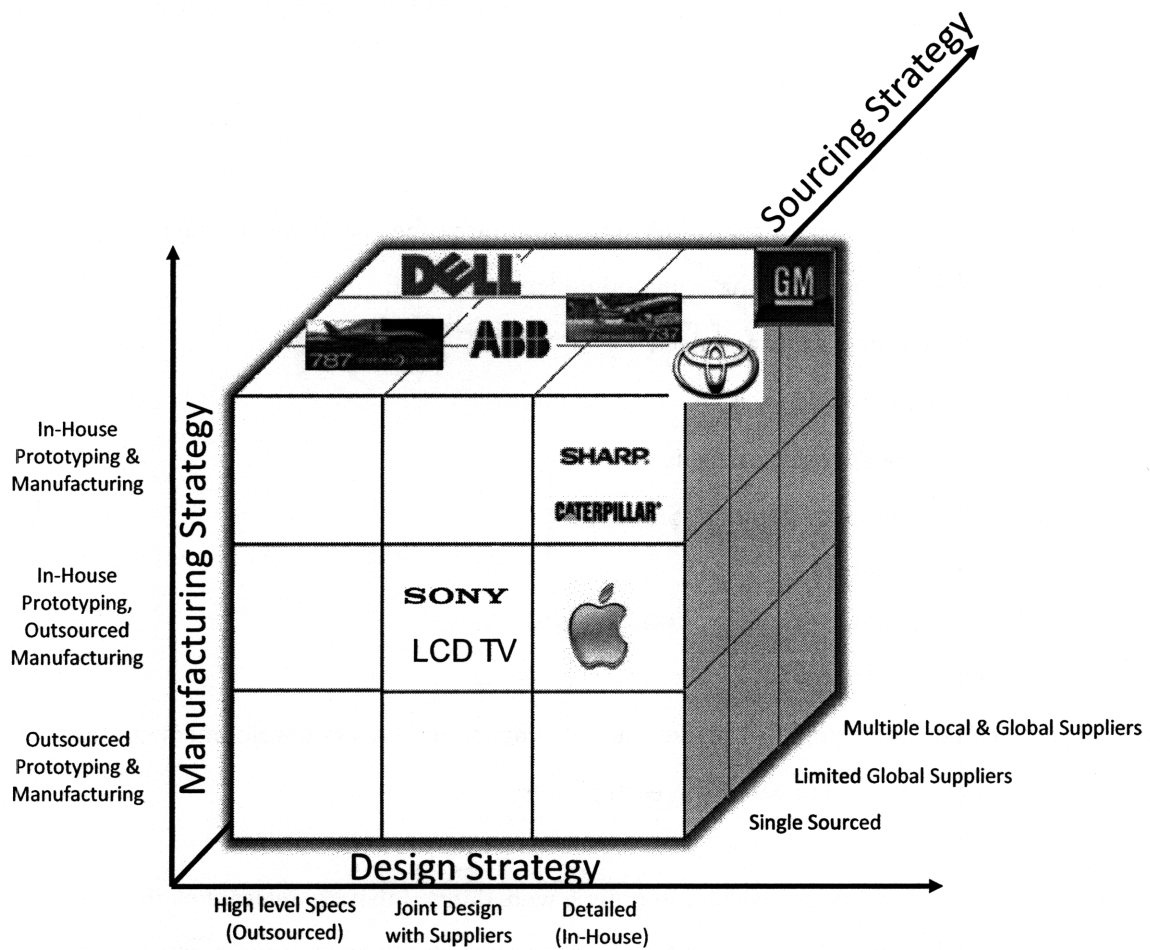 Sourcing Strategy
DELL
GM
787
ABB
737
Manufacturing Strategy
In-House
Prototyping &
Manufacturing
SHARP
CATERPILLAR®
In-House
Prototyping,
Outsourced
Manufacturing
SONY
LCD TV
Outsourced
Prototyping &
Manufacturing
Multiple Local & Global Suppliers
Limited Global Suppliers
Single Sourced
Design Strategy
High level Specs
(Outsourced)
Joint Design
with Suppliers
Detailed
(In-House)